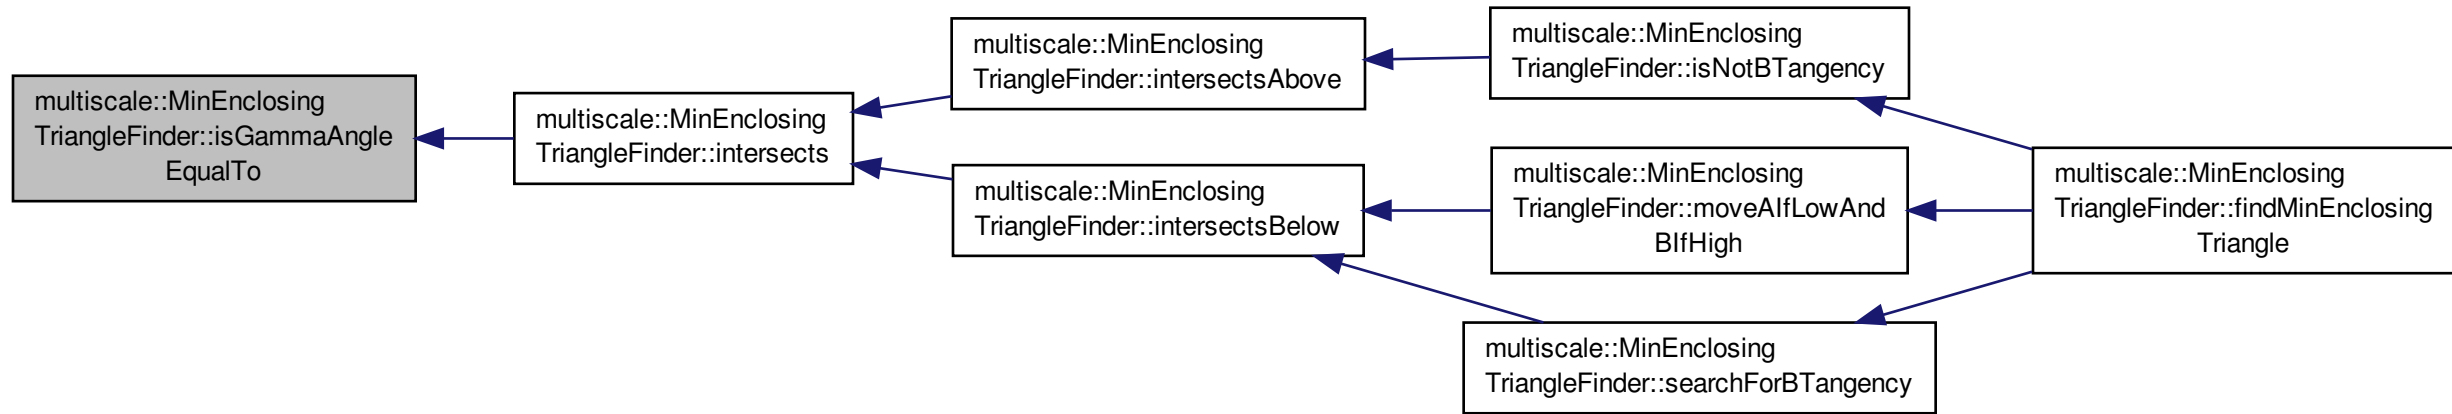 multiscale::MinEnclosing
TriangleFinder::isGammaAngle
EqualTo
multiscale::MinEnclosing
TriangleFinder::intersects
multiscale::MinEnclosing
TriangleFinder::intersectsAbove
multiscale::MinEnclosing
TriangleFinder::intersectsBelow
multiscale::MinEnclosing
TriangleFinder::isNotBTangency
multiscale::MinEnclosing
TriangleFinder::moveAIfLowAnd
BIfHigh
multiscale::MinEnclosing
TriangleFinder::searchForBTangency
multiscale::MinEnclosing
TriangleFinder::findMinEnclosing
Triangle